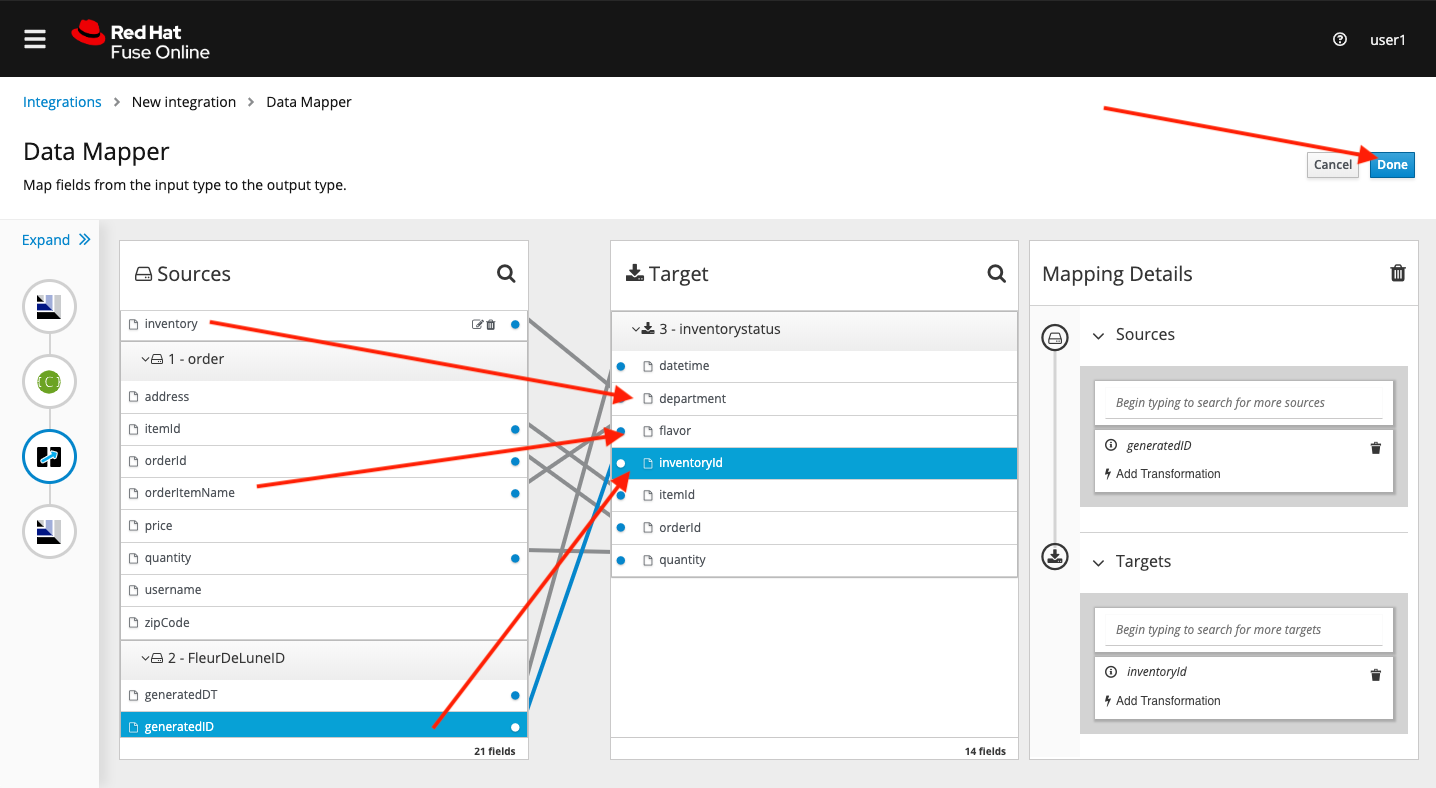 Red Hat
Fuse Online
user1
Integrations > New integration > Data Mapper
Data Mapper
Map fields from the input type to the output type.
Cancel
Done
Expand
Sources
inventory
1 - order
address
itemId
orderId
orderItemName
price
quantity
username
zipCode
2 - FleurDeLuneID
generatedDT
generatedID
21 fields
Target
3 - inventorystatus
datetime
department
flavor
inventoryId
itemId
orderId
quantity
14 fields
Mapping Details
Sources
Begin typing to search for more sources
generatedID
Add Transformation
Targets
Begin typing to search for more targets
inventoryId
Add Transformation